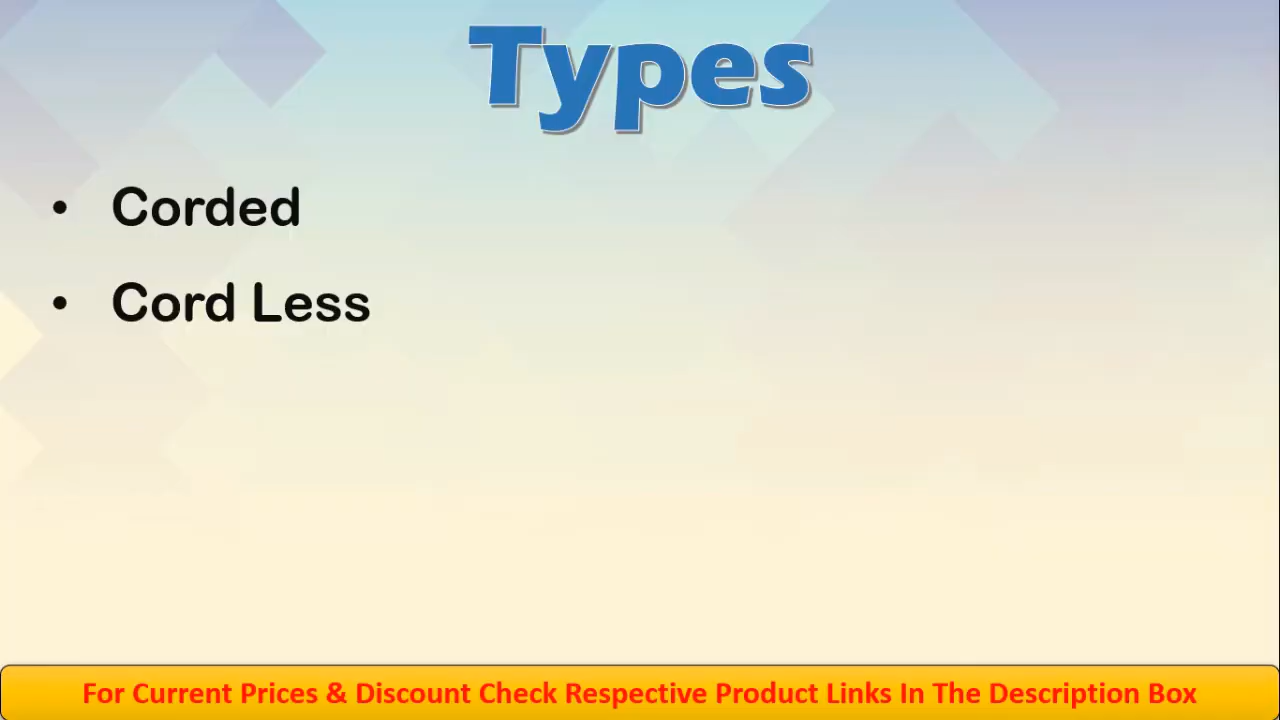 Types
• Corded
• Cord Less
For Current Prices & Discount Check Respective Product Links In The Description Box